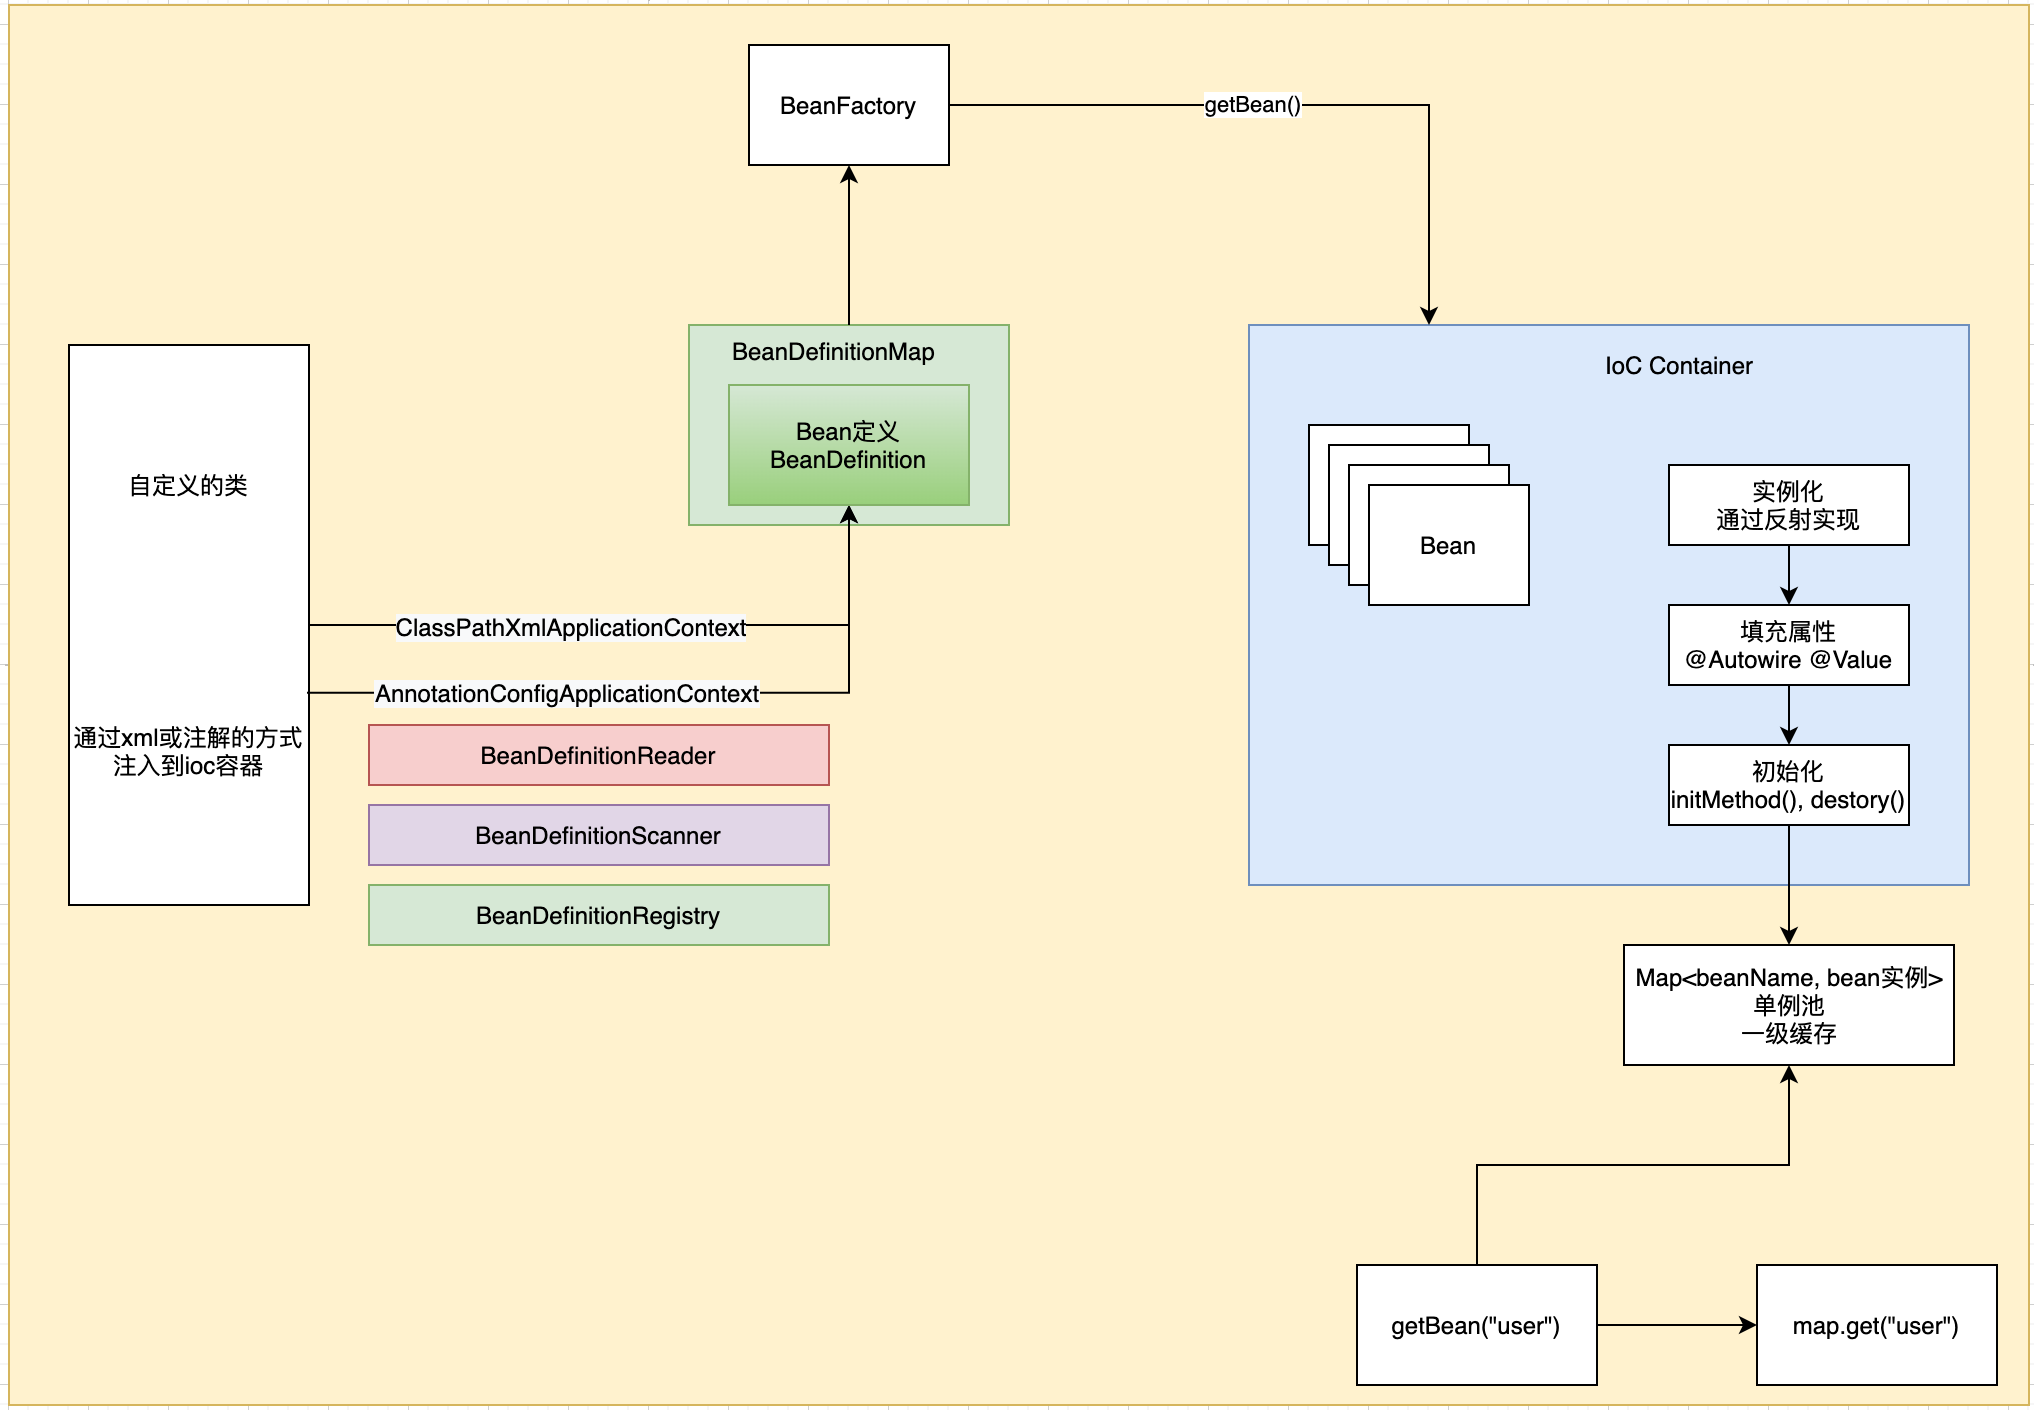 BeanFactory
getBean()
BeanDefinitionMap
Bean定义
BeanDefinition
自定义的类
通过xml或注解的方式
注入到ioc容器
ClassPathXmlApplicationContext
AnnotationConfigApplicationContext
BeanDefinitionReader
BeanDefinitionScanner
BeanDefinitionRegistry
IoC Container
Bean
实例化
通过反射实现
填充属性
@Autowire @Value
初始化
initMethod(), destory()
Map<beanName, bean实例>
单例池
一级缓存
getBean("user")
map.get("user")